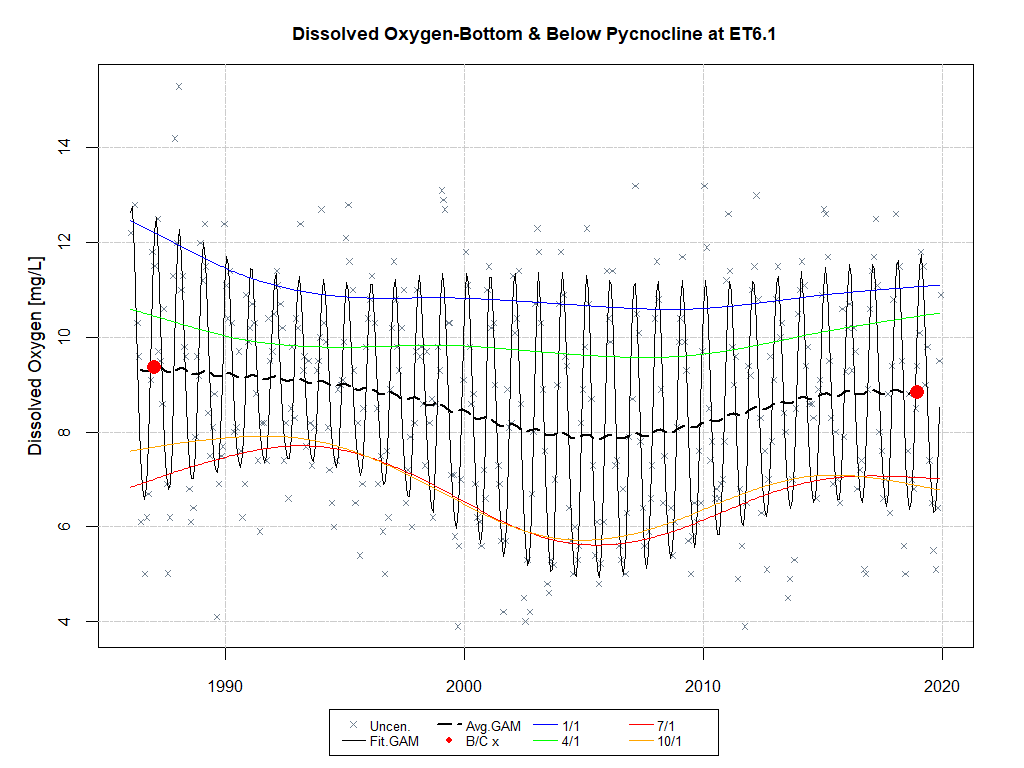 Dissolved Oxygen-Bottom & Below Pycnocline at ET6.1
Dissolved Oxygen [mg/L]
14
12
10
8
6
4
1990 2000 2010 2020
Uncen. Avg.GAM 1/1 7/1
Fit.GAM B/C x 4/1 10/1